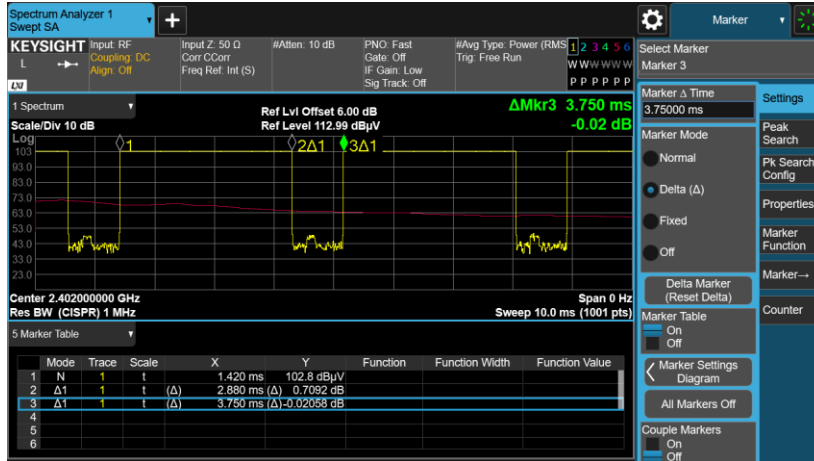 Spectrum Analyzer 1
Swept SA
+
Marker
KEYSIGHT
L
LXI
Input: RF
Coupling: DC
Align: Off
Input Z: 50 Ω
Corr CCorr
Freq Ref: Int (S)
#Atten: 10 dB
PNO: Fast
Gate: Off
IF Gain: Low
Sig Track: Off
#Avg Type: Power (RMS
Trig: Free Run
1 2 3 4 5 6
W W W W W W
P P P P P P
Select Marker
Marker 3
1 Spectrum
Scale/Div 10 dB
Ref Lvl Offset 6.00 dB
Ref Level 112.99 dBμV
ΔMkr3 3.750 ms
-0.02 dB
Log
103
93.0
83.0
73.0
63.0
53.0
43.0
33.0
23.0
1
2Δ1
3Δ1
Center 2.402000000 GHz
Res BW (CISPR) 1 MHz
Span 0 Hz
Sweep 10.0 ms (1001 pts)
5 Marker Table
Mode Trace Scale X Y Function Function Width Function Value
1 N 1 t 1.420 ms 102.8 dBμV
2 Δ1 1 t (Δ) 2.880 ms (Δ) 0.7092 dB
3 Δ1 1 t (Δ) 3.750 ms (Δ) -0.02058 dB
4
5
6
Marker Δ Time
3.75000 ms
Marker Mode
Normal
Delta (Δ)
Fixed
Off
Delta Marker
(Reset Delta)
Marker Table
On
Off
Marker Settings
Diagram
All Markers Off
Couple Markers
On
Off
Settings
Peak
Search
Pk Search
Config
Properties
Marker
Function
Marker→
Counter